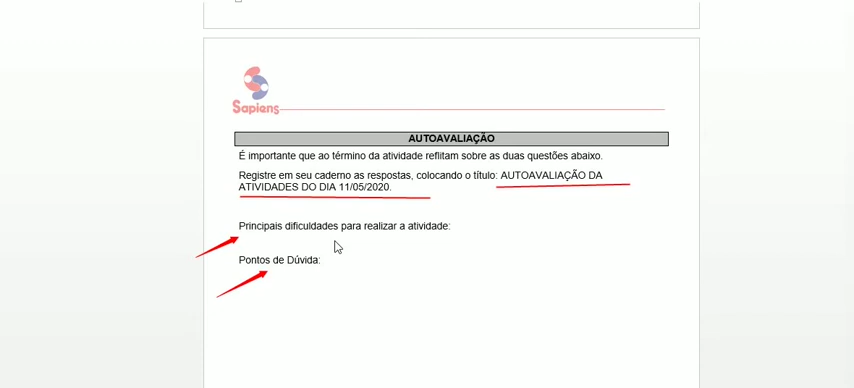 Sapiens
AUTOAVALIAÇÃO
É importante que ao término da atividade reflitam sobre as duas questões abaixo.
Registre em seu caderno as respostas, colocando o título: AUTOAVALIAÇÃO DA
ATIVIDADES DO DIA 11/05/2020.
Principais dificuldades para realizar a atividade:
Pontos de Dúvida: